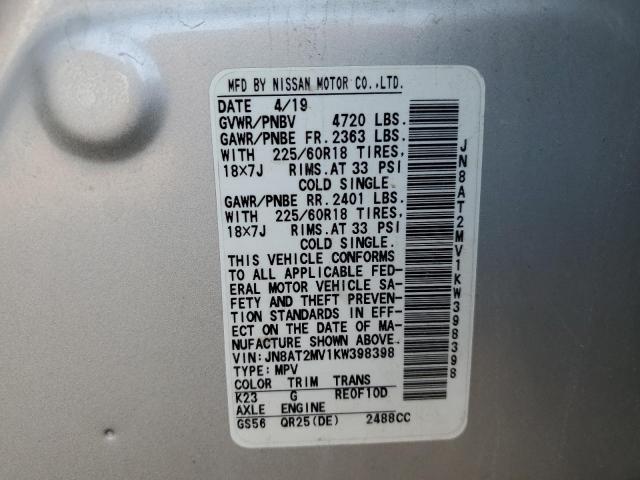 MFD BY NISSAN MOTOR CO.,LTD.
DATE 4/19
GVWR/PNBV 4720 LBS.
GAWR/PNBE FR.2363 LBS.
WITH 225/60R18 TIRES,
18×7J RIMS.AT 33 PSI
COLD SINGLE.
GAWR/PNBE RR.2401 LBS.
WITH 225/60R18 TIRES,
18×7J RIMS.AT 33 PSI
COLD SINGLE.
THIS VEHICLE CONFORMS
TO ALL APPLICABLE FED-
ERAL MOTOR VEHICLE SA-
FETY AND THEFT PREVEN-
TION STANDARDS IN EFF-
ECT ON THE DATE OF MA-
NUFACTURE SHOWN ABOVE.
VIN:JN8AT2MV1KW398398
TYPE:MPV
COLOR TRIM TRANS
K23 G RE0F10D
AXLE ENGINE
GS56 QR25(DE) 2488CC
JN8AT2MV1KW398398